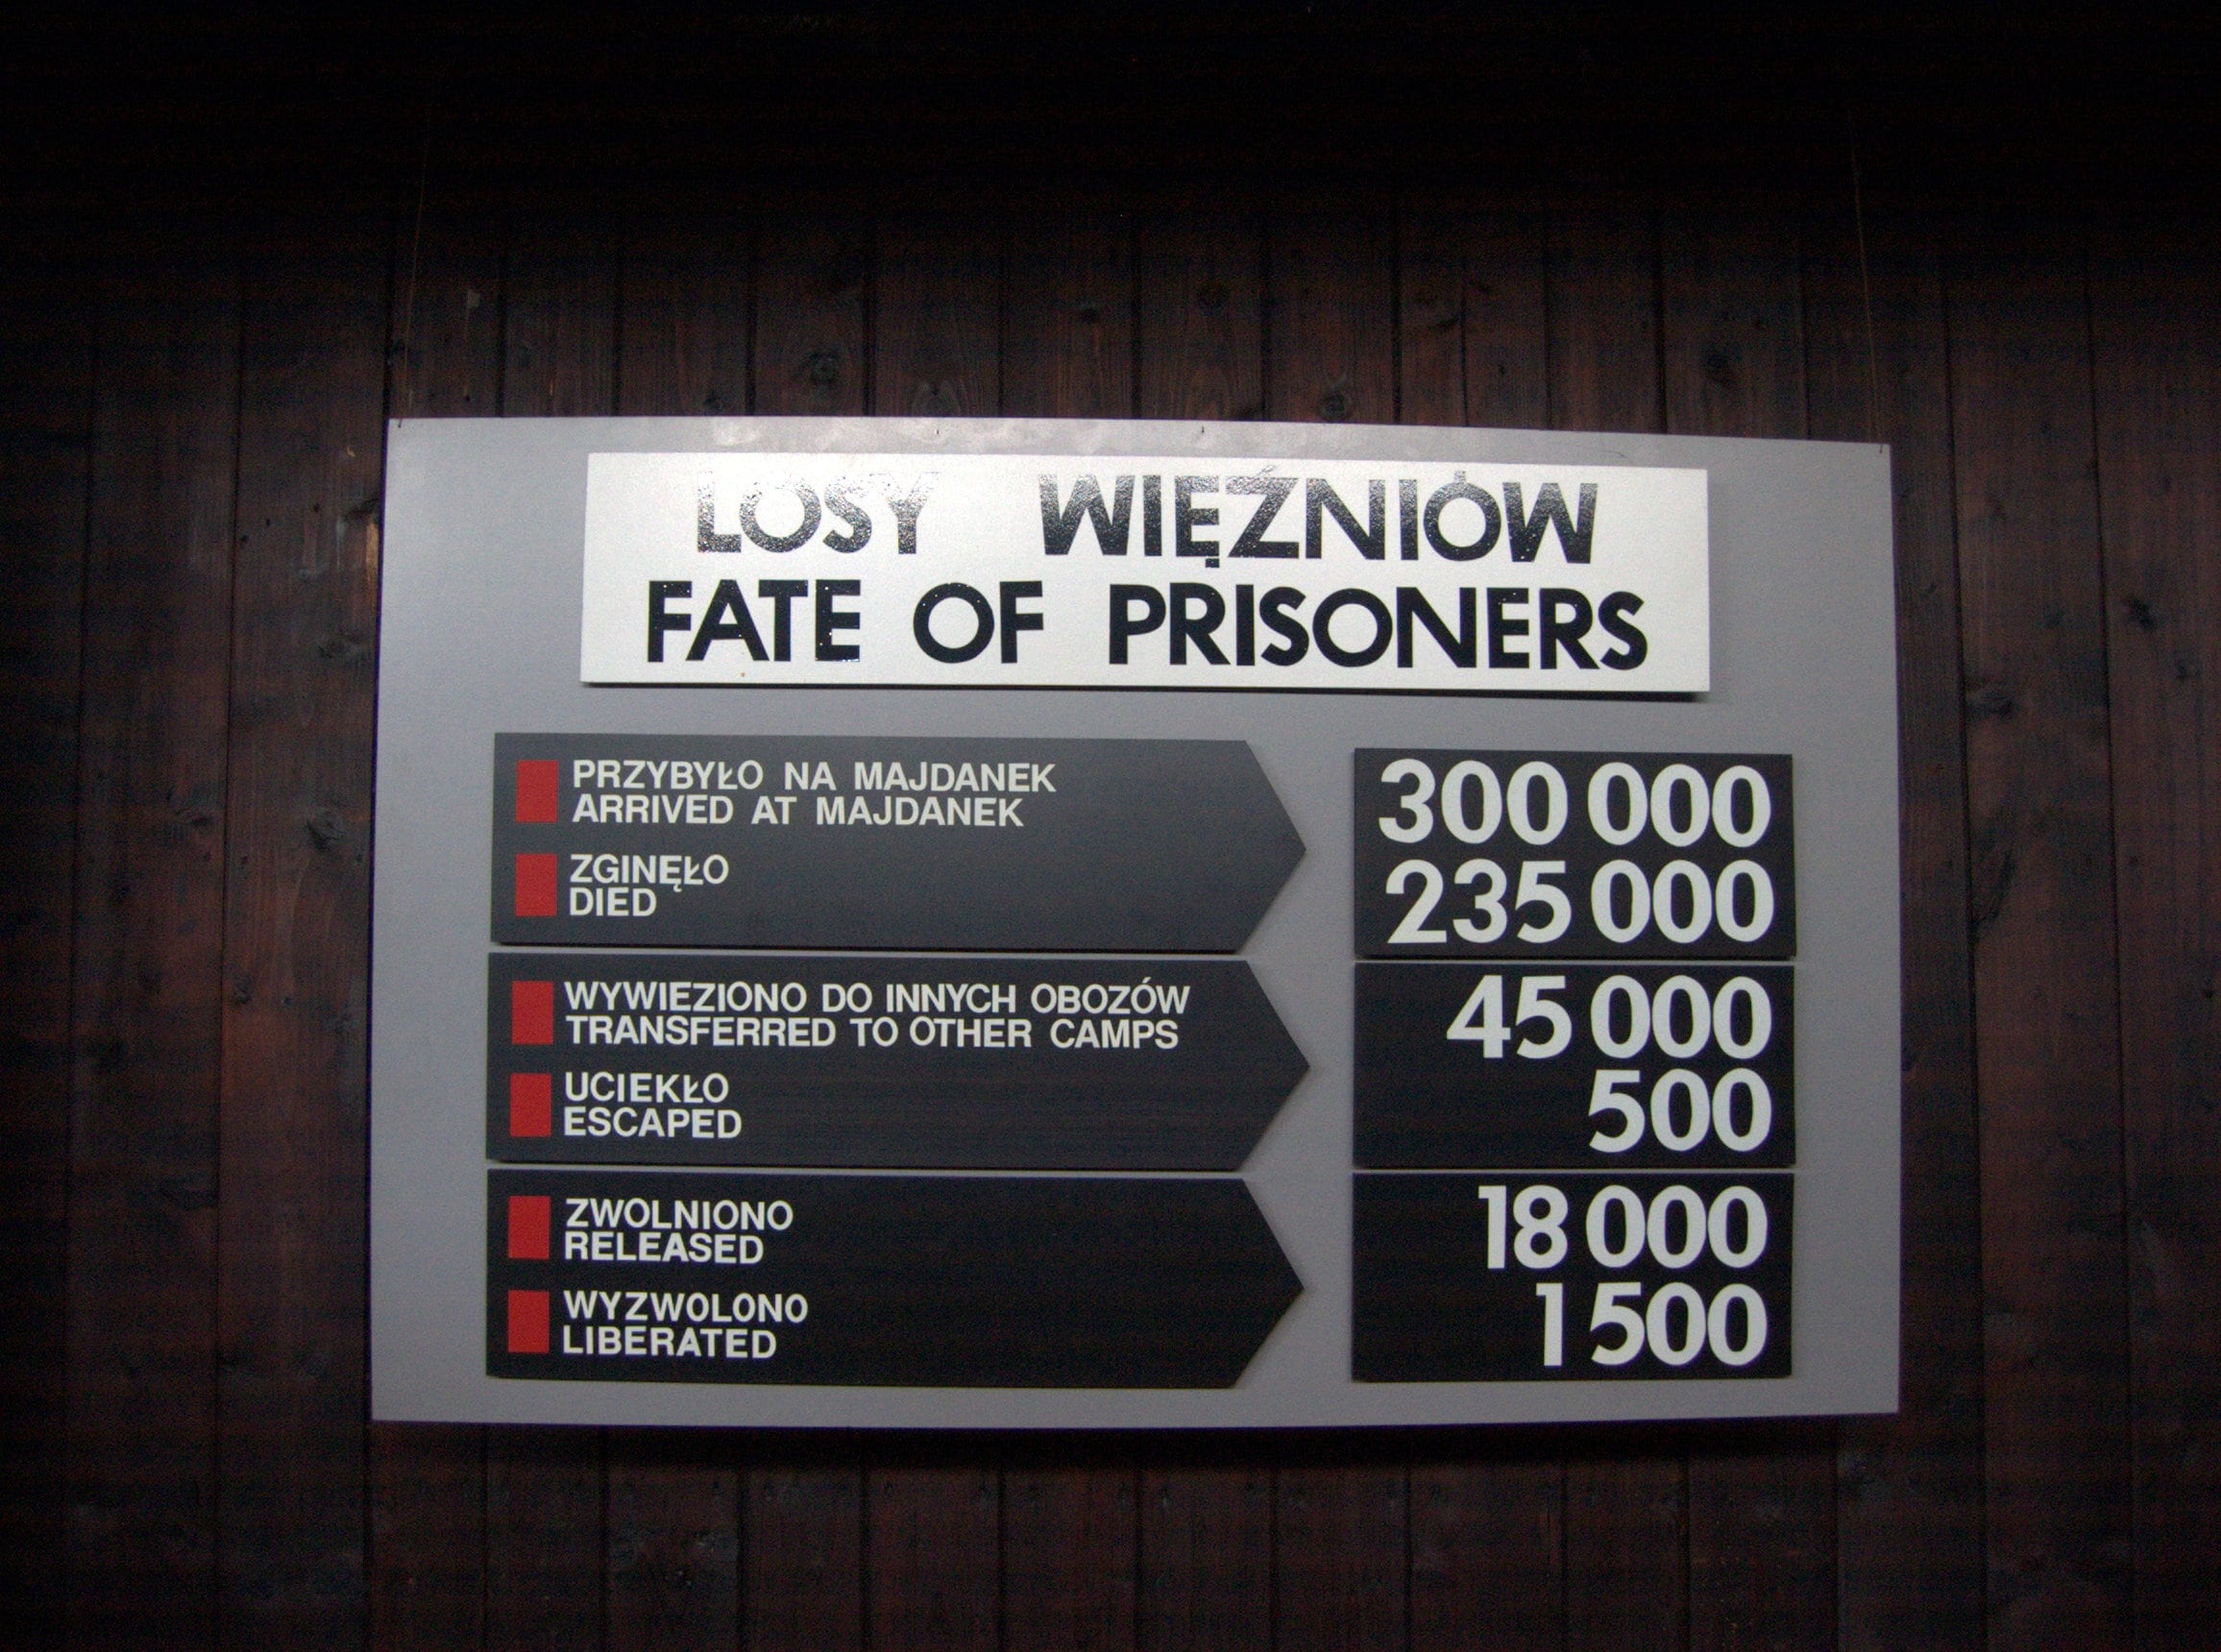 LOSY WIĘŹNIÓW
FATE OF PRISONERS
PRZYBYŁO NA MAJDANEK
ARRIVED AT MAJDANEK
300 000
ZGINĘŁO
DIED
235 000
WYWIEZIONO DO INNYCH OBOZÓW
TRANSFERRED TO OTHER CAMPS
45 000
UCIEKŁO
ESCAPED
500
ZWOLNIONO
RELEASED
18 000
WYZWOLONO
LIBERATED
1 500